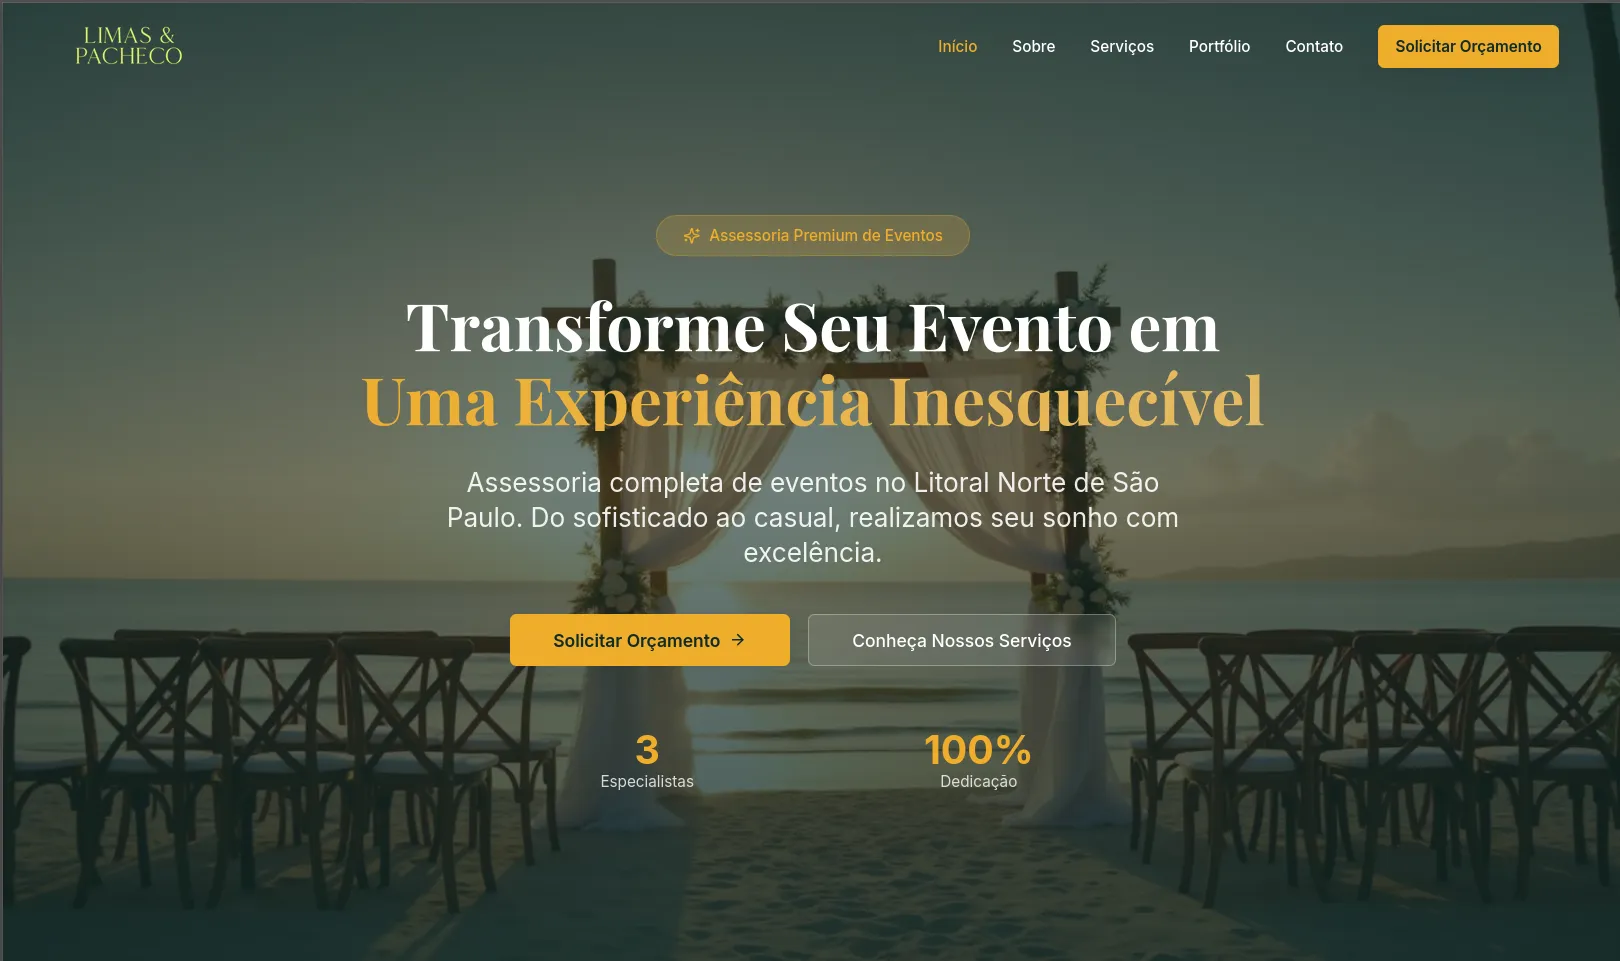 LIMAS &
PACHECO
Início
Sobre
Serviços
Portfólio
Contato
Solicitar Orçamento
Assessoria Premium de Eventos
Transforme Seu Evento em
Uma Experiência Inesquecível
Assessoria completa de eventos no Litoral Norte de São
Paulo. Do sofisticado ao casual, realizamos seu sonho com
excelência.
Solicitar Orçamento →
Conheça Nossos Serviços
3
Especialistas
100%
Dedicação